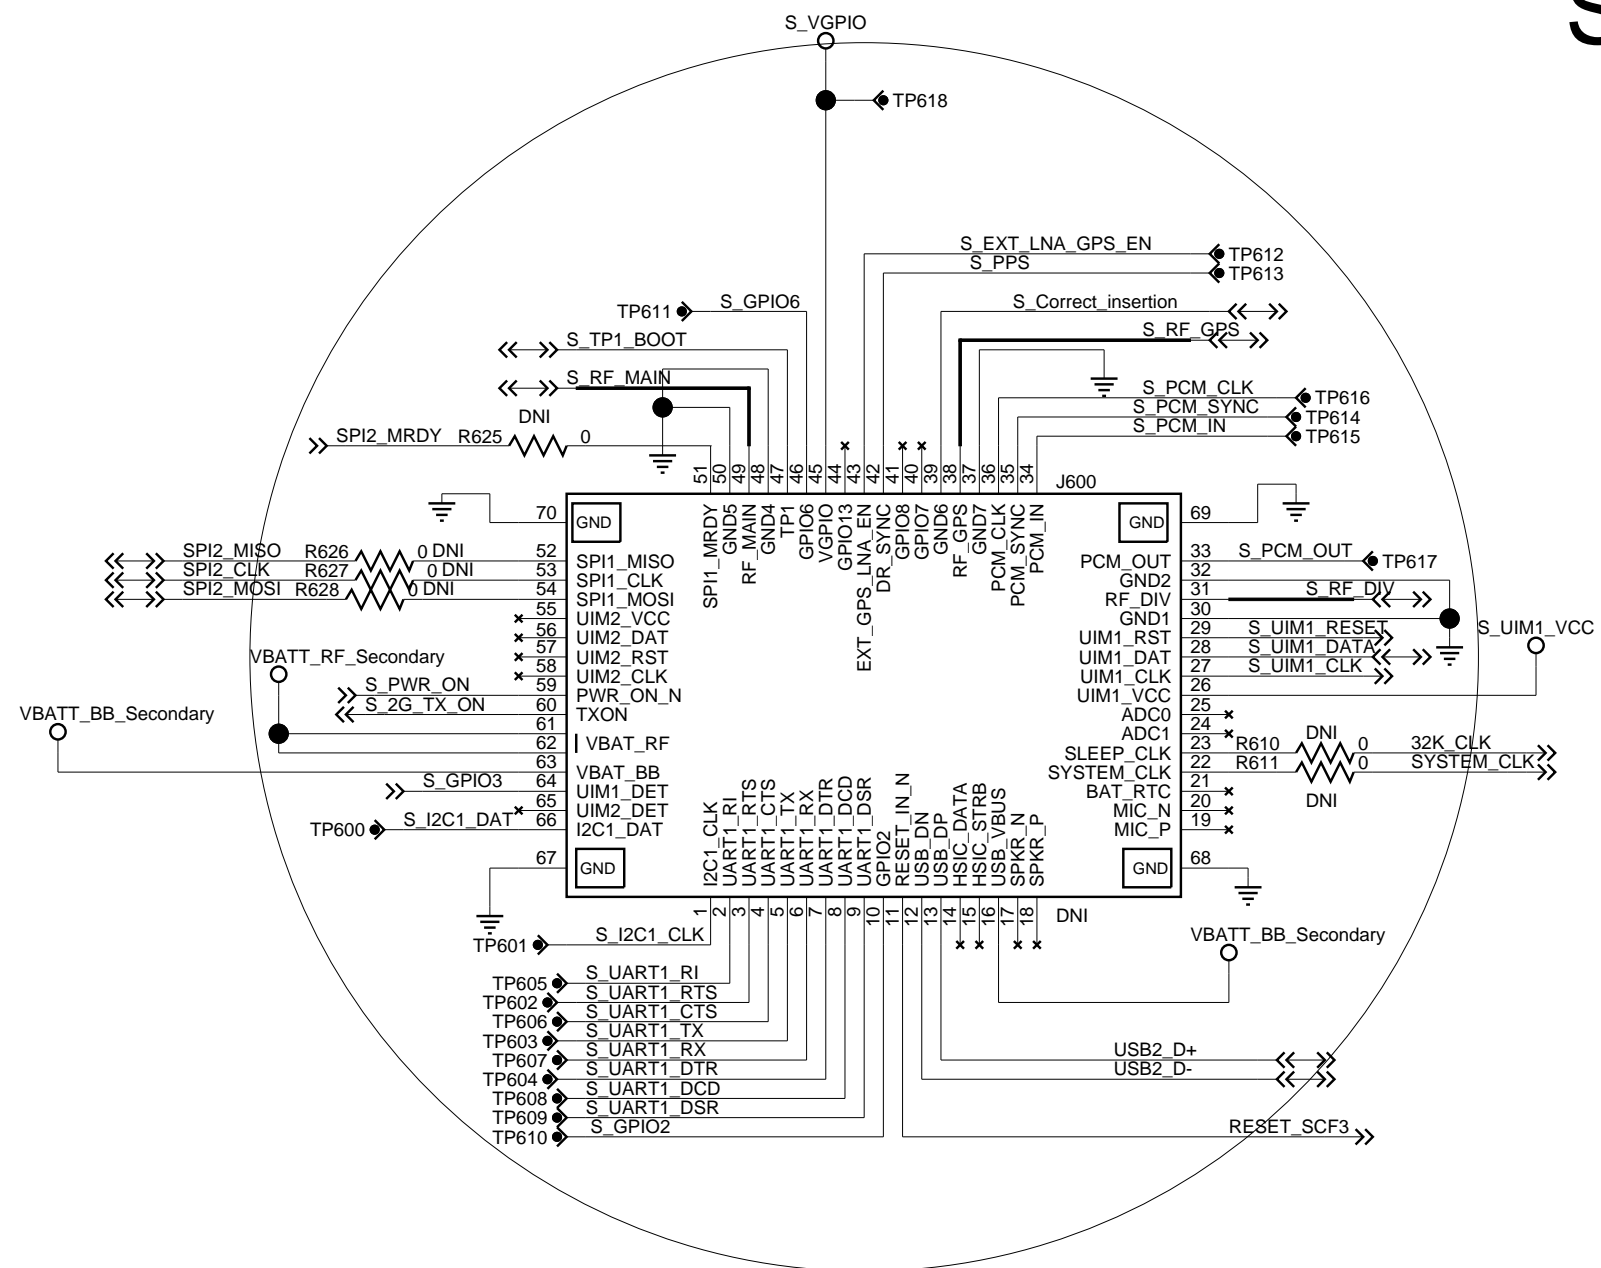 S_VGPIO
S
TP618
S_EXT_LNA_GPS_EN
TP612
S_PPS
TP613
TP611
S_GPIO6
S_Correct_insertion
S_TP1_BOOT
S_RF_GPS
S_RF_MAIN
S_PCM_CLK
TP616
S_PCM_SYNC
TP614
S_PCM_IN
TP615
DNI
SPI2_MRDY R625 0
51 50 49 48 47 46 45 44 43 42 41 40 39 38 37 36 35 34
J600
SPI1_MRDY
GND5
RF_MAIN
GND4
TP1
GPIO6
VGPIO
GPIO13
EXT_GPS_LNA_EN
DR_SYNC
GPIO8
GPIO7
GND6
RF_GPS
GND7
PCM_CLK
PCM_SYNC
PCM_IN
70 GND
GND 69
SPI2_MISO R626 0 DNI 52 SPI1_MISO
SPI2_CLK R627 0 DNI 53 SPI1_CLK
SPI2_MOSI R628 0 DNI 54 SPI1_MOSI
55 UIM2_VCC
56 UIM2_DAT
57 UIM2_RST
58 UIM2_CLK
VBATT_RF_Secondary
S_PWR_ON 59 PWR_ON_N
S_2G_TX_ON 60 TXON
VBATT_BB_Secondary
61
62 VBAT_RF
63 VBAT_BB
S_GPIO3 64 UIM1_DET
65 UIM2_DET
TP600 S_I2C1_DAT 66 I2C1_DAT
67 GND
PCM_OUT 33 S_PCM_OUT TP617
GND2 32
RF_DIV 31 S_RF_DIV
GND1 30
UIM1_RST 29 S_UIM1_RESET
S_UIM1_VCC
UIM1_DAT 28 S_UIM1_DATA
UIM1_CLK 27 S_UIM1_CLK
UIM1_VCC 26
ADC0 25
ADC1 24
DNI
SLEEP_CLK 23 R610 0 32K_CLK
SYSTEM_CLK 22 R611 0 SYSTEM_CLK
DNI
BAT_RTC 21
MIC_N 20
MIC_P 19
GND 68
I2C1_CLK
UART1_RI
UART1_RTS
UART1_CTS
UART1_TX
UART1_RX
UART1_DTR
UART1_DCD
UART1_DSR
GPIO2
RESET_IN_N
USB_DN
USB_DP
HSIC_DATA
HSIC_STRB
USB_VBUS
SPKR_N
SPKR_P
1 2 3 4 5 6 7 8 9 10 11 12 13 14 15 16 17 18
DNI
TP601 S_I2C1_CLK
VBATT_BB_Secondary
TP605 S_UART1_RI
TP602 S_UART1_RTS
TP606 S_UART1_CTS
TP603 S_UART1_TX
TP607 S_UART1_RX
TP604 S_UART1_DTR
TP608 S_UART1_DCD
TP609 S_UART1_DSR
TP610 S_GPIO2
USB2_D+
USB2_D-
RESET_SCF3